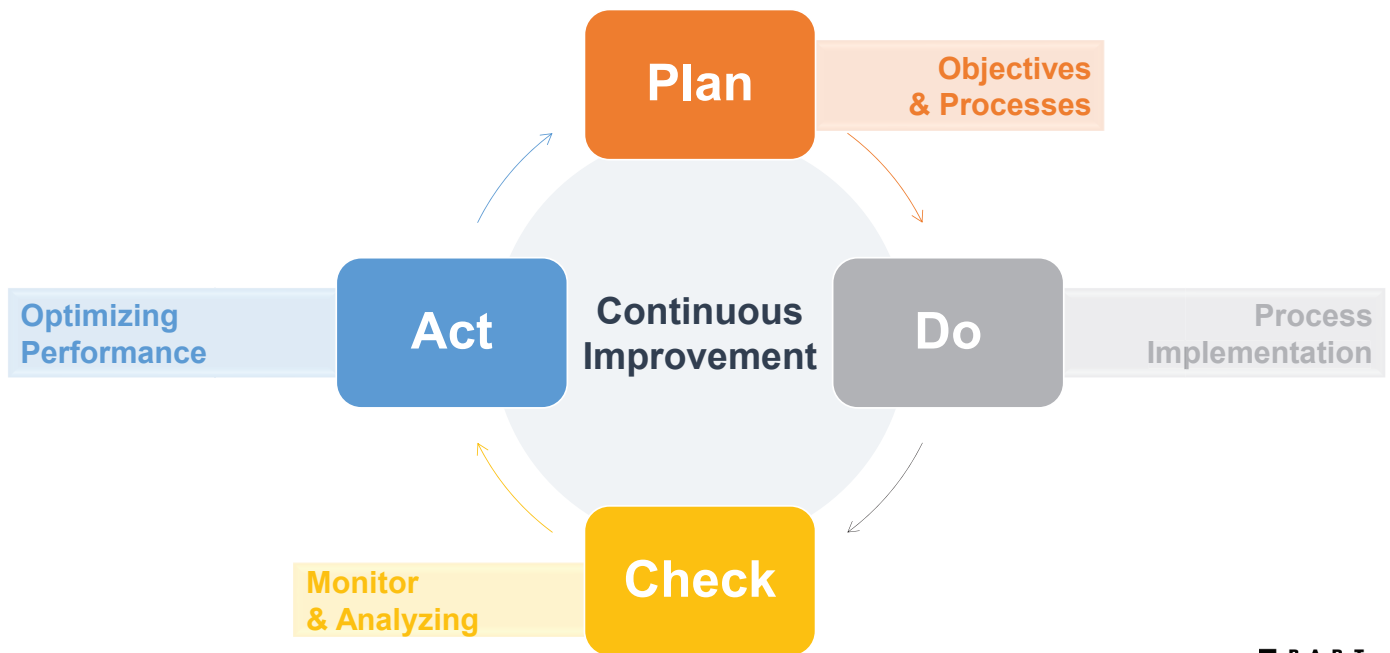 Plan
Objectives
& Processes
Continuous
Improvement
Do
Process
Implementation
Check
Monitor
& Analyzing
Act
Optimizing
Performance